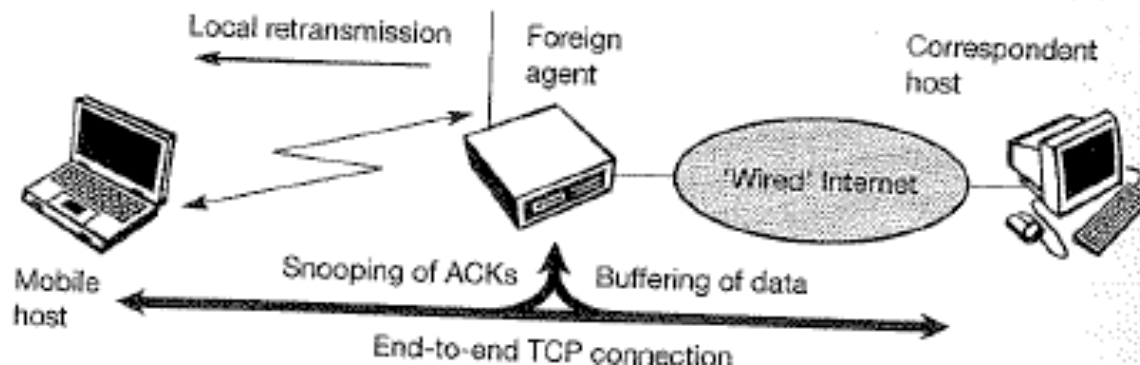 Local retransmission
Foreign
agent
Correspondent
host
'Wired' Internet
Mobile
host
Snooping of ACKs
Buffering of data
End-to-end TCP connection